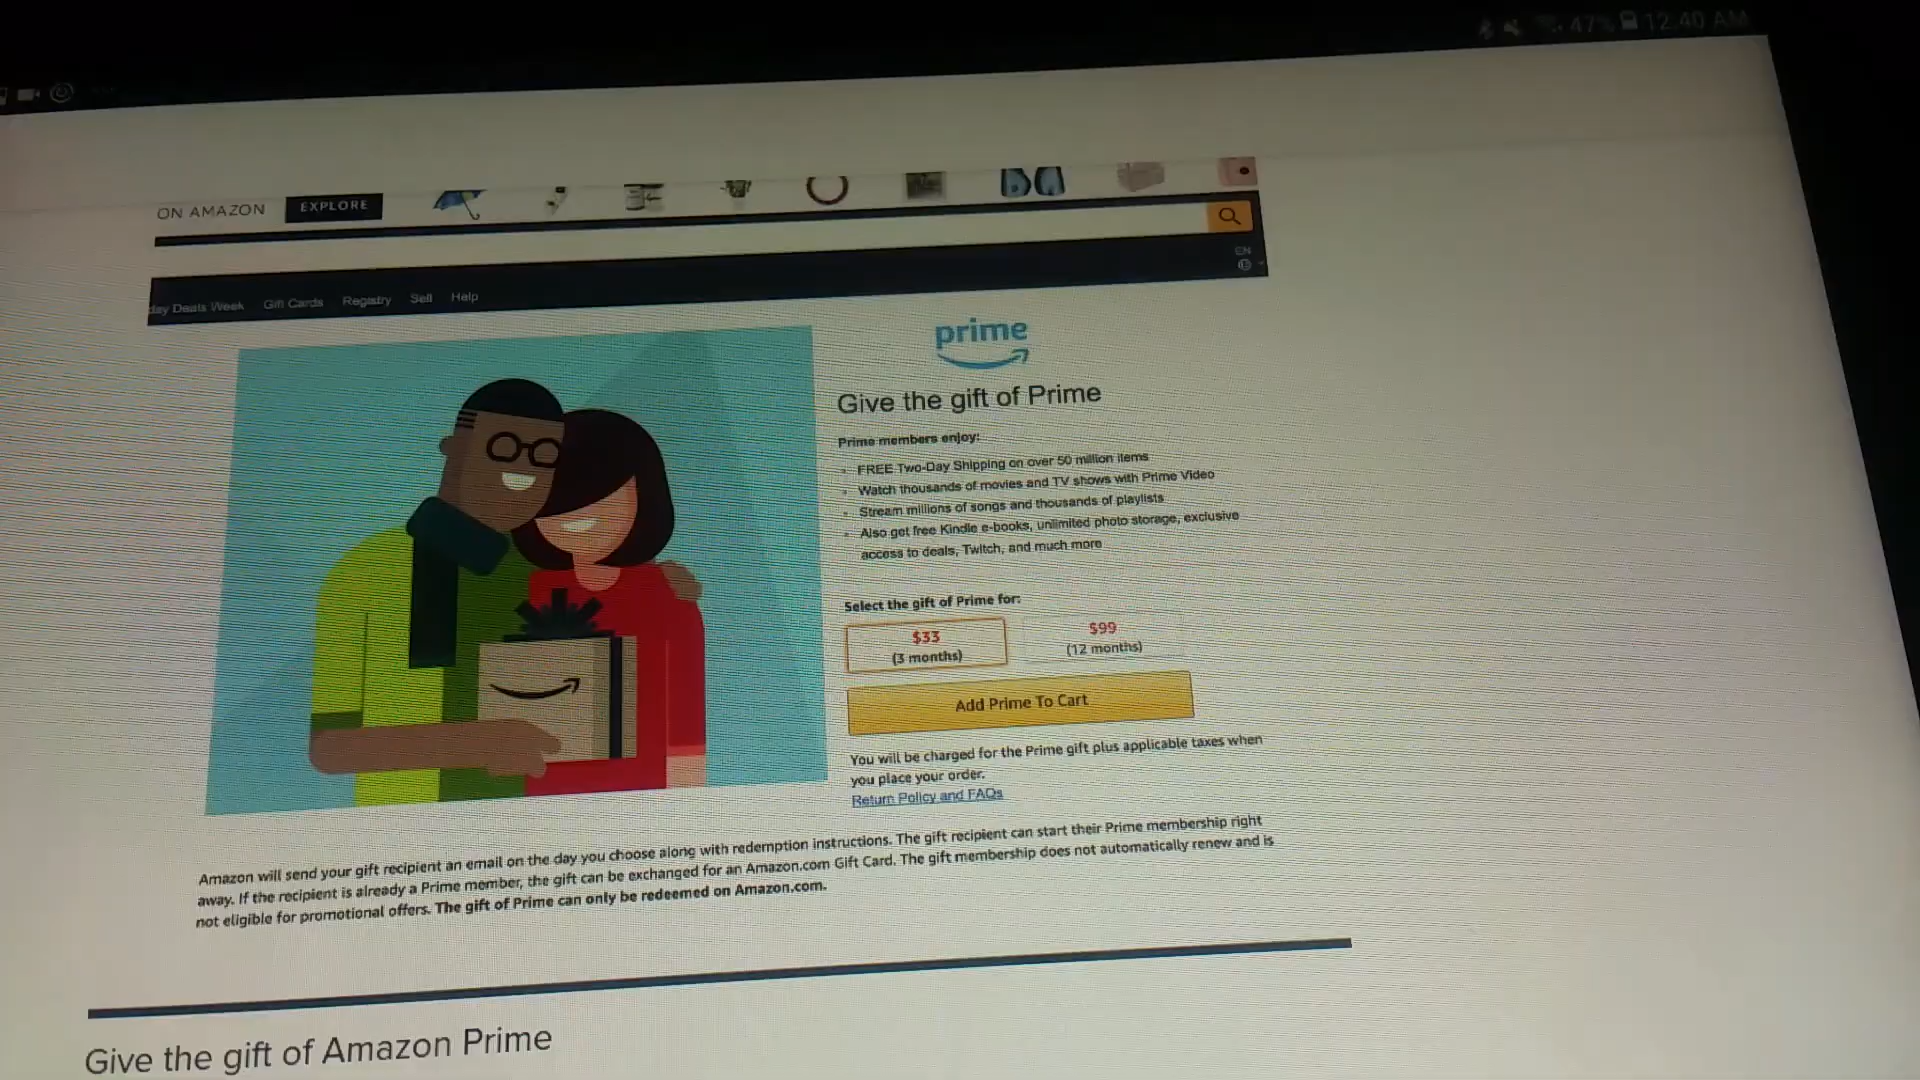 47% 12:40 AM
ON AMAZON EXPLORE
EN
Deals Week Gift Cards Registry Sell Help
prime
Give the gift of Prime
Prime members enjoy:
FREE Two-Day Shipping on over 50 million items
Watch thousands of movies and TV shows with Prime Video
Stream millions of songs and thousands of playlists
Also get free Kindle e-books, unlimited photo storage, exclusive
access to deals, Twitch, and much more
Select the gift of Prime for:
$33 $99
(3 months) (12 months)
Add Prime To Cart
You will be charged for the Prime gift plus applicable taxes when
you place your order.
Return Policy and FAQs
Amazon will send your gift recipient an email on the day you choose along with redemption instructions. The gift recipient can start their Prime membership right
away. If the recipient is already a Prime member, the gift can be exchanged for an Amazon.com Gift Card. The gift membership does not automatically renew and is
not eligible for promotional offers. The gift of Prime can only be redeemed on Amazon.com.
Give the gift of Amazon Prime